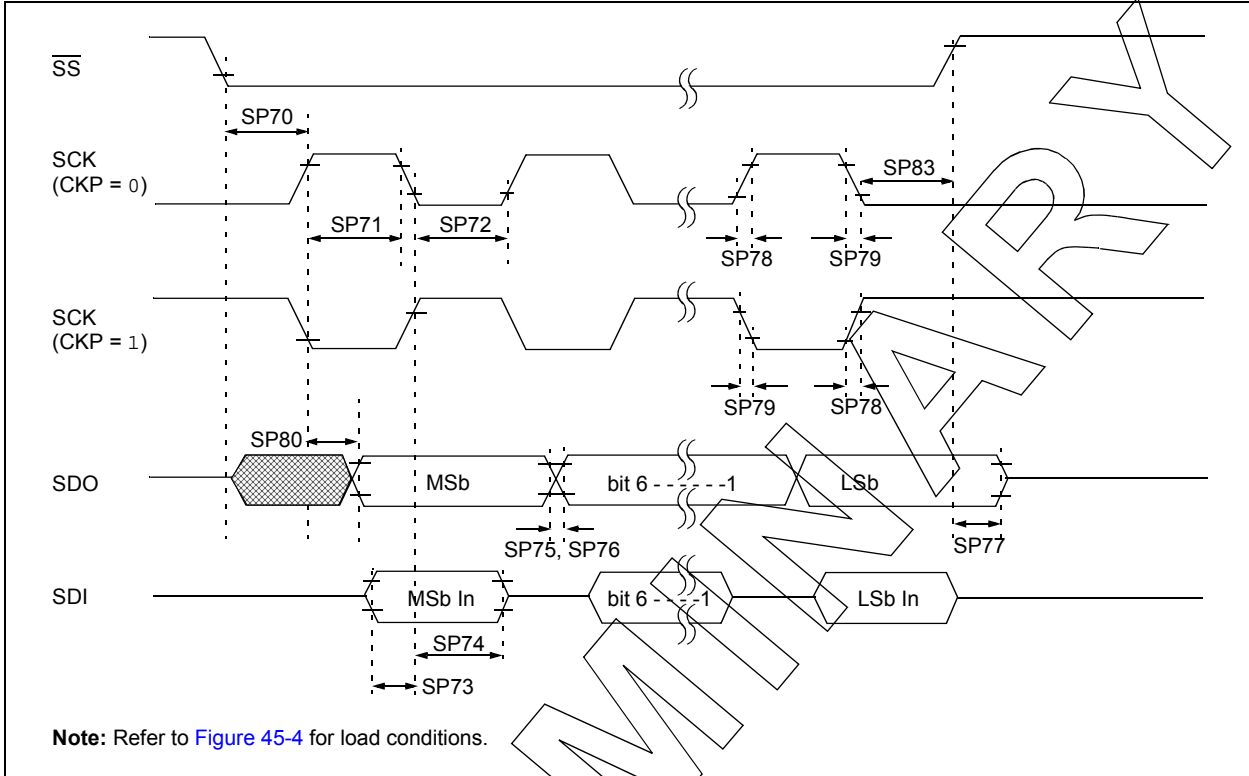 SS
SP70
SCK
(CKP = 0)
SP71
SP72
SP78
SP79
SP83
SCK
(CKP = 1)
SP79
SP78
SP80
SDO
MSb
bit 6 - - - - - -1
LSb
SP75, SP76
SP77
SDI
MSb In
bit 6 - - - -1
LSb In
SP74
SP73
Note: Refer to Figure 45-4 for load conditions.
MINARY